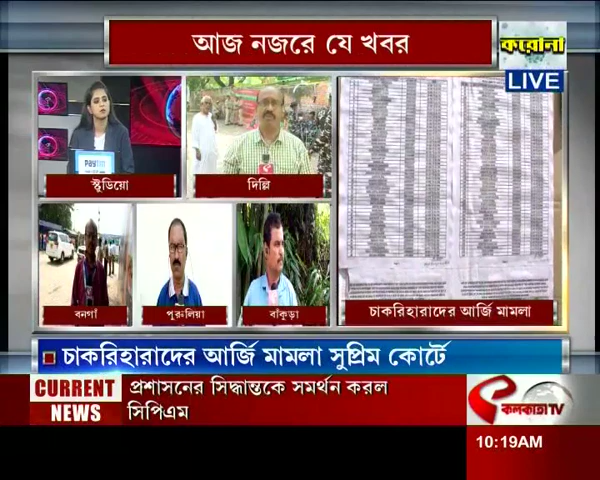 আজ নজরে যে খবর
করোনা
LIVE
PAYTM
স্টুডিয়ো
দিল্লি
বনগাঁ
পুরুলিয়া
বাঁকুড়া
চাকরিহারাদের আর্জি মামলা
চাকরিহারাদের আর্জি মামলা সুপ্রিম কোর্টে
CURRENT NEWS
প্রশাসনের সিদ্ধান্তকে সমর্থন করল
সিপিএম
কলকাতা TV
10:19AM